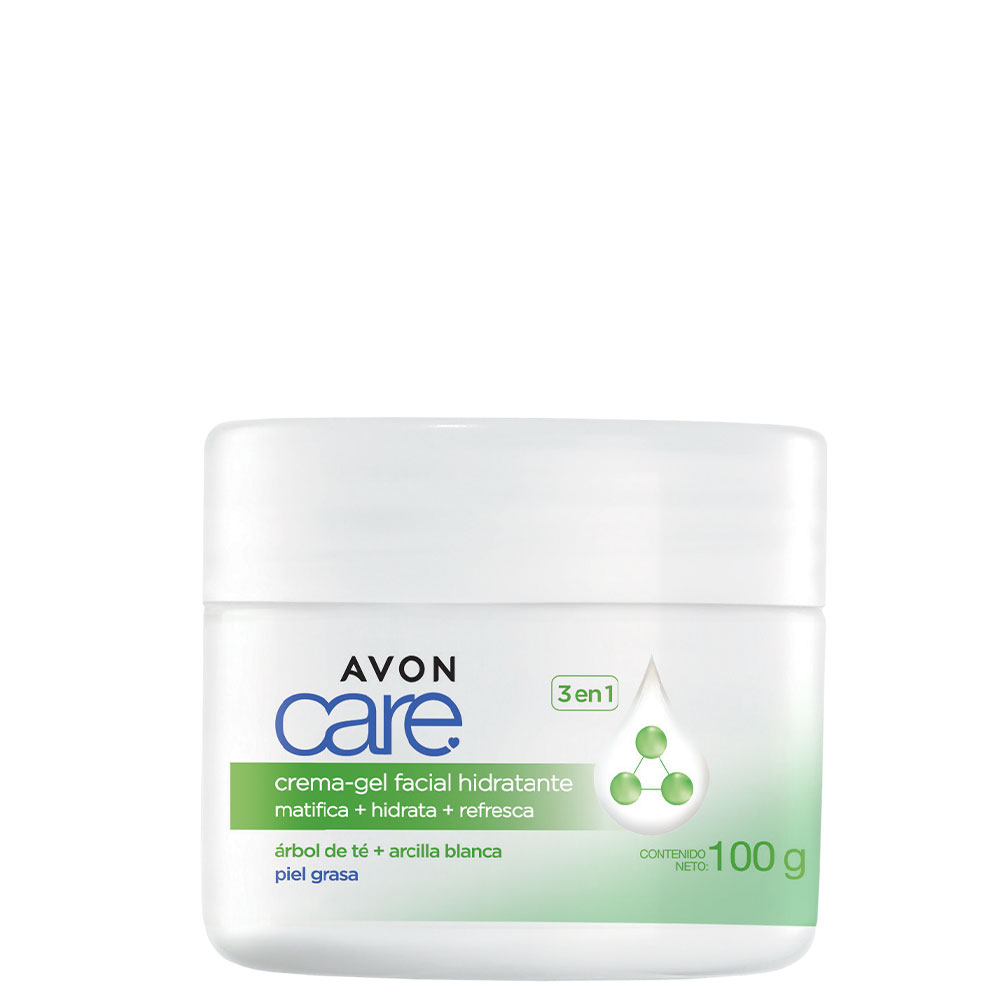 AVON
care
3 en 1
crema-gel facial hidratante
matifica + hidrata + refresca
árbol de té + arcilla blanca
piel grasa
CONTENIDO
NETO: 100 g